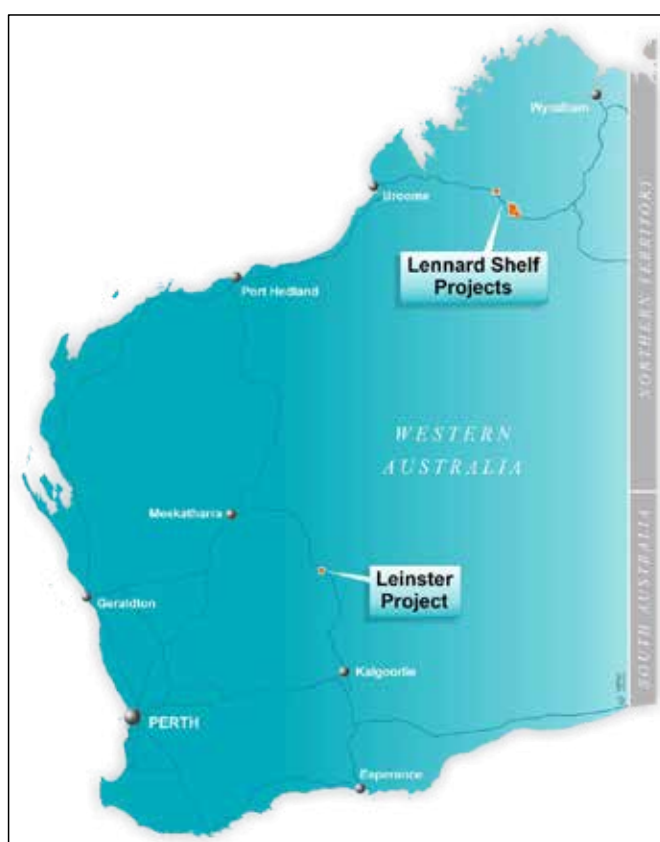 Wyndham
Broome
Lennard Shelf
Projects
Port Hedland
NORTHERN TERRITORY
WESTERN
AUSTRALIA
Meekatharra
Leinster
Project
SOUTH AUSTRALIA
Geraldton
Kalgoorlie
PERTH
Esperance